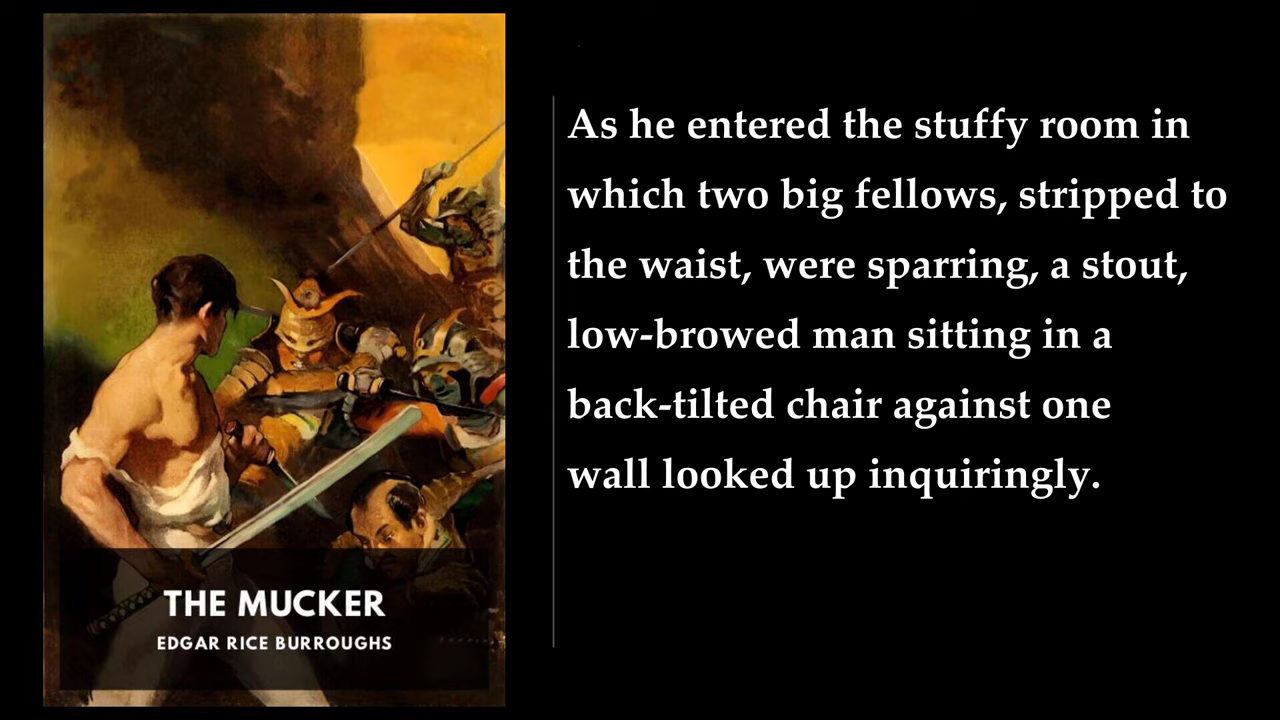 THE MUCKER
EDGAR RICE BURROUGHS
As he entered the stuffy room in
which two big fellows, stripped to
the waist, were sparring, a stout,
low-browed man sitting in a
back-tilted chair against one
wall looked up inquiringly.